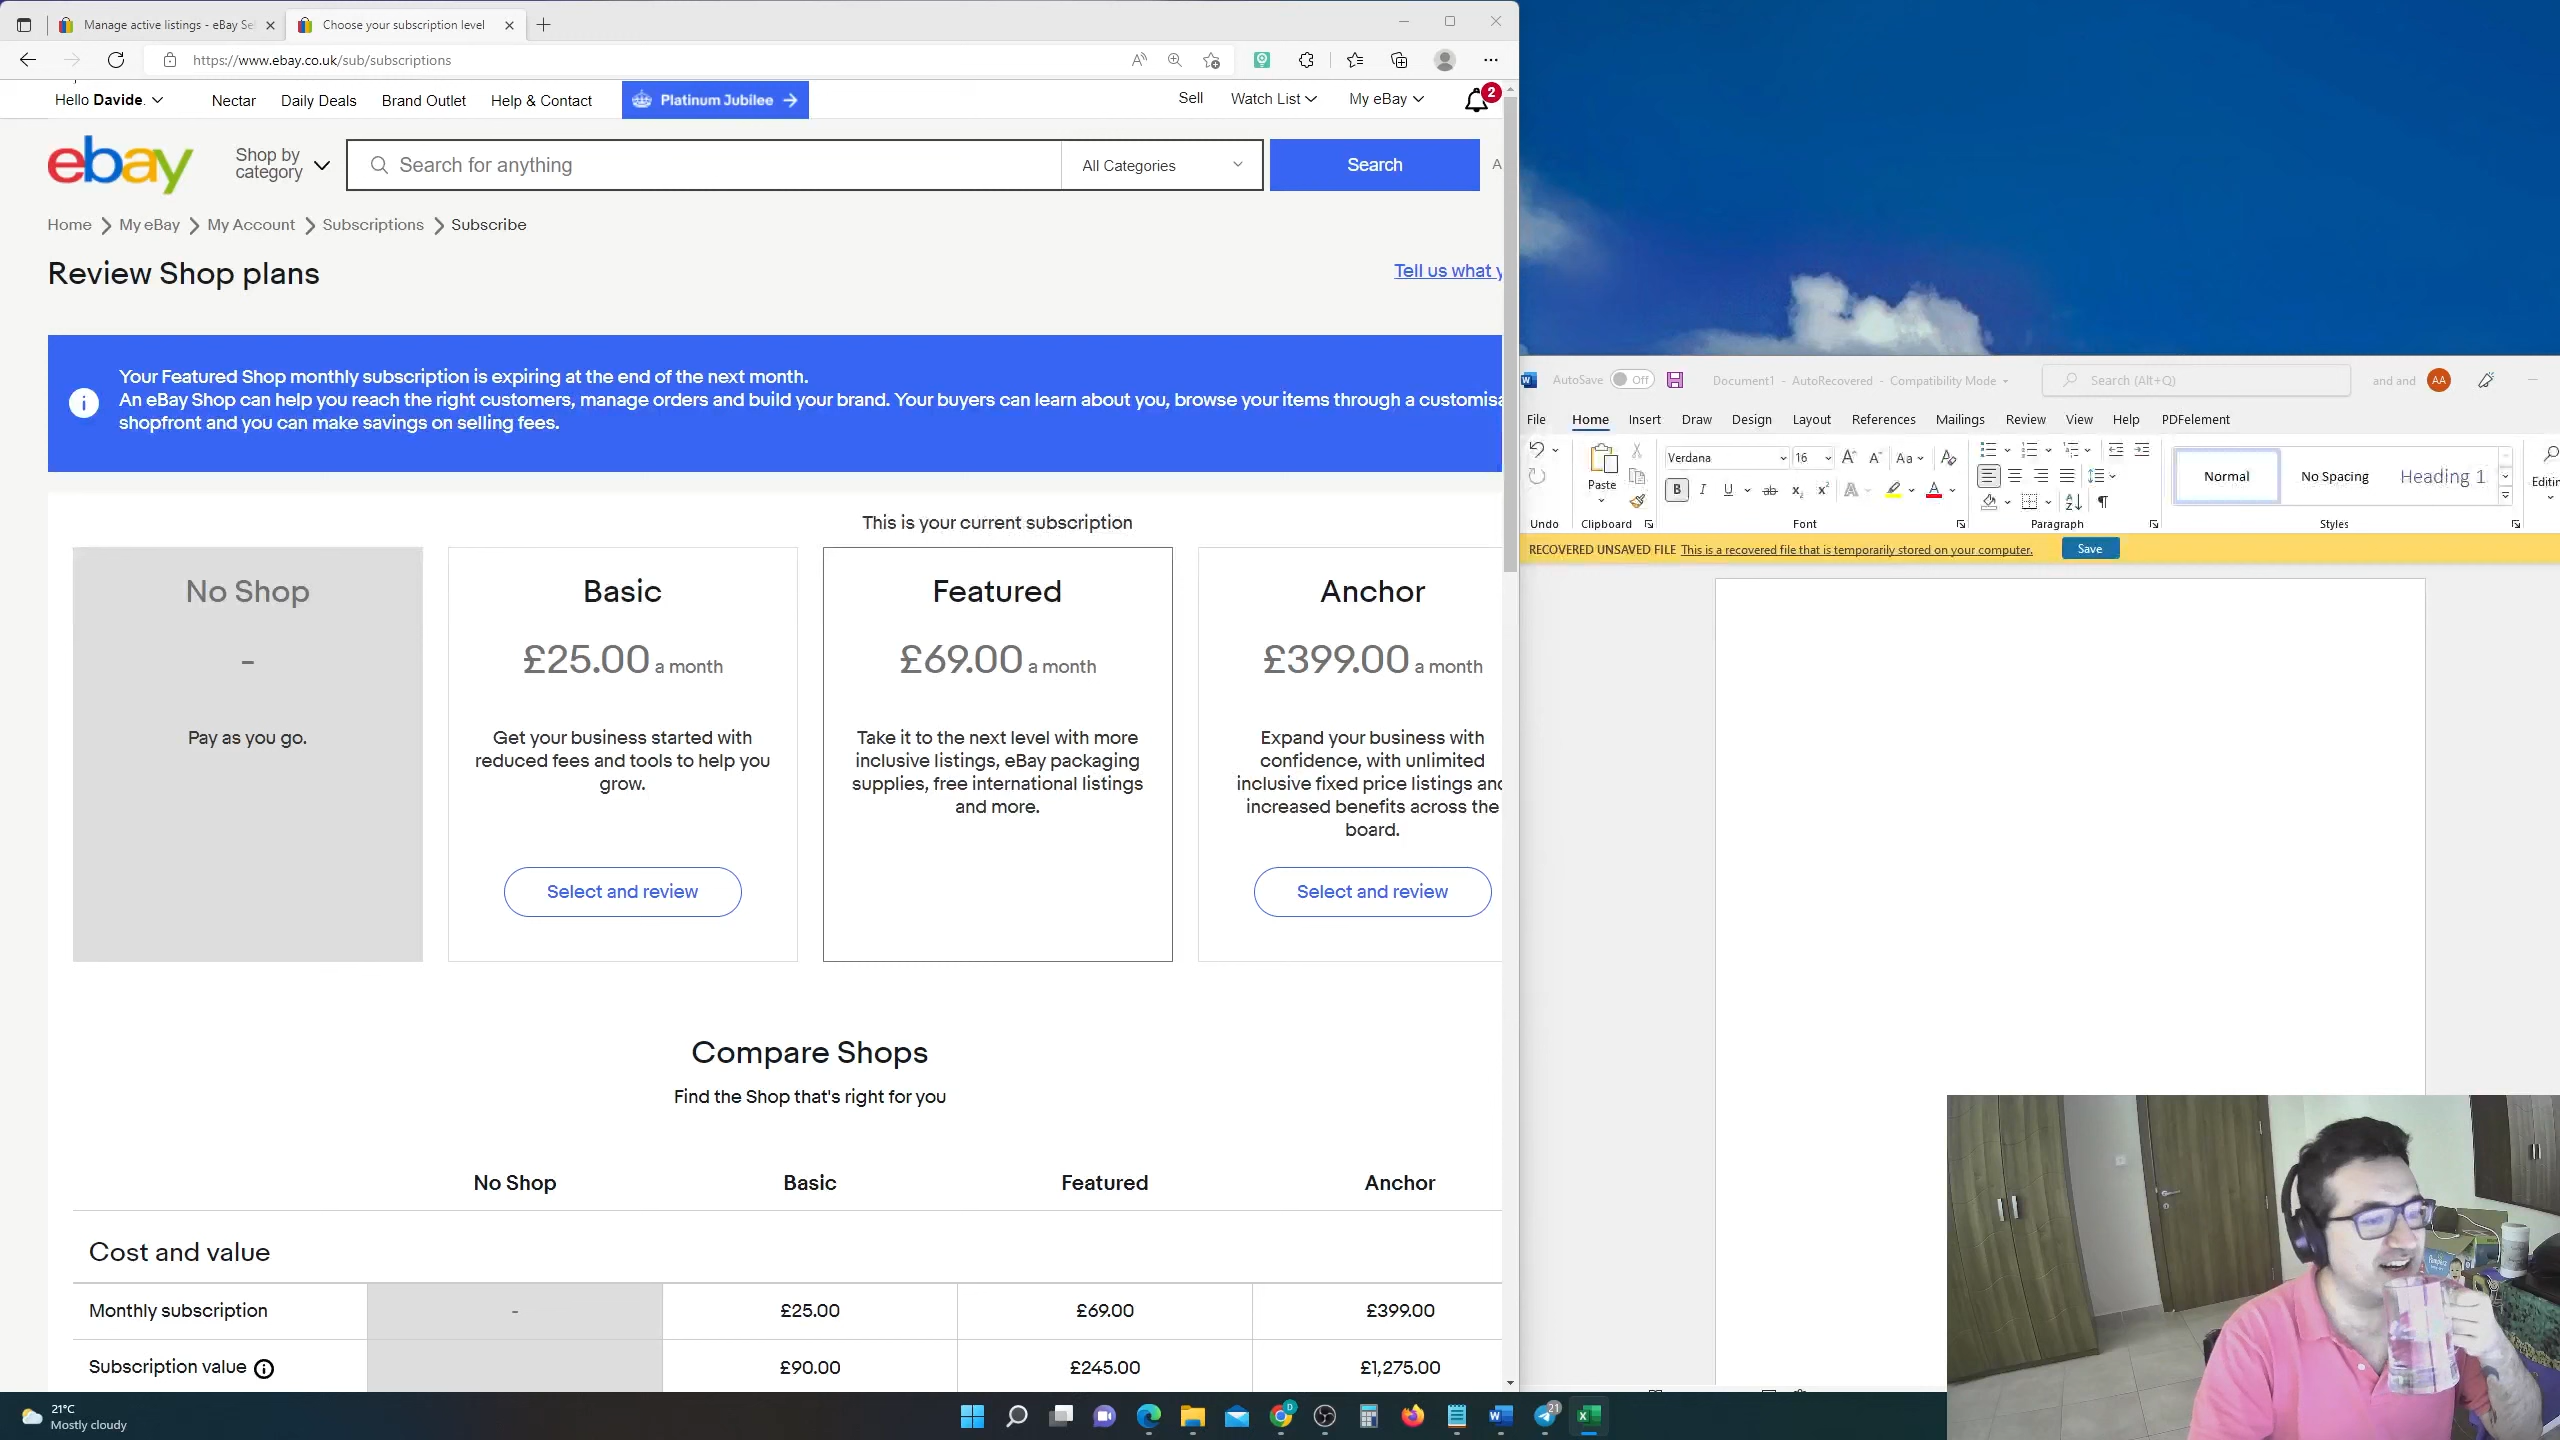 Manage active listings - eBay Se
Choose your subscription level
https://www.ebay.co.uk/sub/subscriptions
Hello Davide.
Nectar
Daily Deals
Brand Outlet
Help & Contact
Platinum Jubilee
Sell
Watch List
My eBay
2
ebay
Shop by category
Search for anything
All Categories
Search
A
Home
My eBay
My Account
Subscriptions
Subscribe
Review Shop plans
Tell us what y
Your Featured Shop monthly subscription is expiring at the end of the next month.
An eBay Shop can help you reach the right customers, manage orders and build your brand. Your buyers can learn about you, browse your items through a customisa
shopfront and you can make savings on selling fees.
This is your current subscription
No Shop
-
Pay as you go.
Basic
£25.00 a month
Get your business started with
reduced fees and tools to help you
grow.
Select and review
Featured
£69.00 a month
Take it to the next level with more
inclusive listings, eBay packaging
supplies, free international listings
and more.
Anchor
£399.00 a month
Expand your business with
confidence, with unlimited
inclusive fixed price listings and
increased benefits across the
board.
Select and review
Compare Shops
Find the Shop that's right for you
No Shop Basic Featured Anchor
Cost and value
Monthly subscription - £25.00 £69.00 £399.00
Subscription value £90.00 £245.00 £1,275.00
AutoSave Off
Document1 - AutoRecovered - Compatibility Mode
Search (Alt+Q)
and and AA
File Home Insert Draw Design Layout References Mailings Review View Help PDFelement
Paste
Verdana 16
Normal
No Spacing
Heading 1
Editin
Undo Clipboard Font Paragraph Styles
RECOVERED UNSAVED FILE This is a recovered file that is temporarily stored on your computer. Save
21°C
Mostly cloudy
21